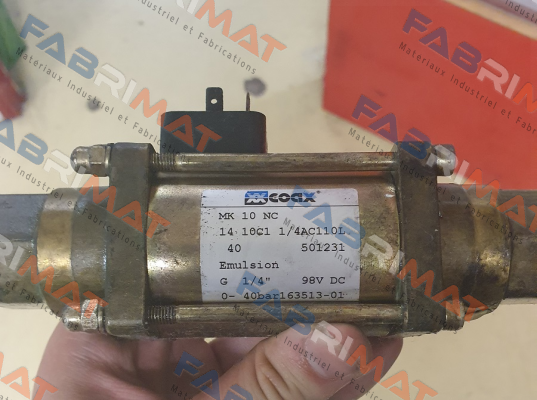 FABRIMAT
Materiaux Industriel et Fabrications
coax
MK 10 NC
14 10C1 1/4AC110L
40 501231
Emulsion
G 1/4" 98V DC
0- 40bar163513-01